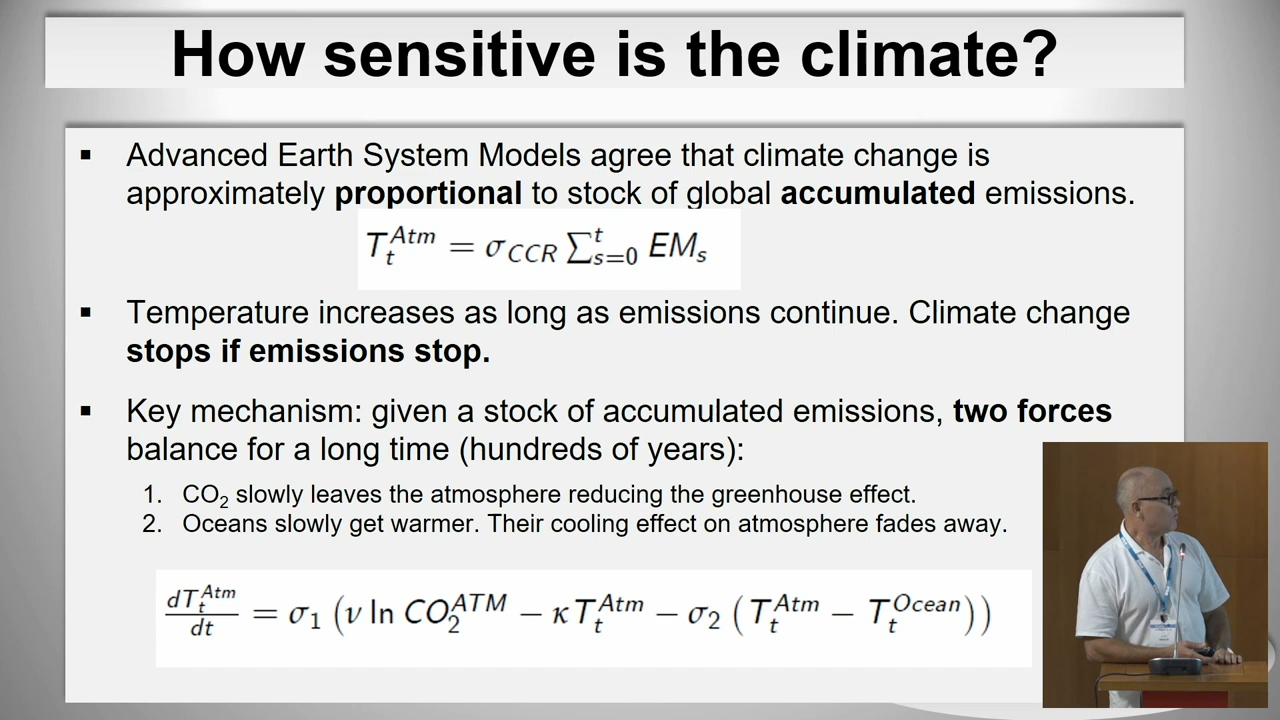 How sensitive is the climate?
▪ Advanced Earth System Models agree that climate change is
approximately proportional to stock of global accumulated emissions.
T_t^{Atm} = σ_{CCR} ∑_{s=0}^{t} EM_s
▪ Temperature increases as long as emissions continue. Climate change
stops if emissions stop.
▪ Key mechanism: given a stock of accumulated emissions, two forces
balance for a long time (hundreds of years):
1. CO₂ slowly leaves the atmosphere reducing the greenhouse effect.
2. Oceans slowly get warmer. Their cooling effect on atmosphere fades away.
dT_t^{Atm}/dt = σ_1 (ν ln CO_2^{ATM} − κT_t^{Atm} − σ_2 (T_t^{Atm} − T_t^{Ocean}))